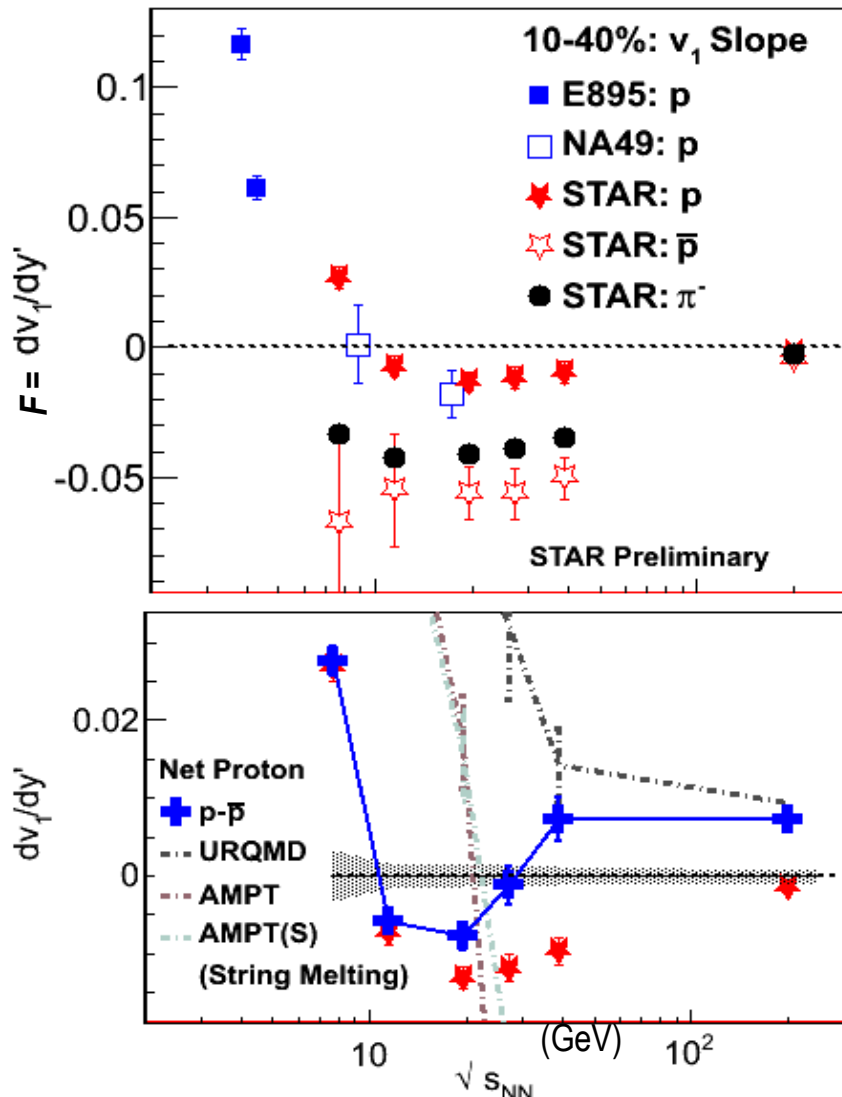 10-40%: v₁ Slope
E895: p
NA49: p
STAR: p
STAR: p̅
STAR: π⁻
0.1
0.05
0
-0.05
F = dv₁/dy'
STAR Preliminary
0.02
0
dv₁/dy'
Net Proton
p-p̅
URQMD
AMPT
AMPT(S)
(String Melting)
10
(GeV)
10²
√ s_NN